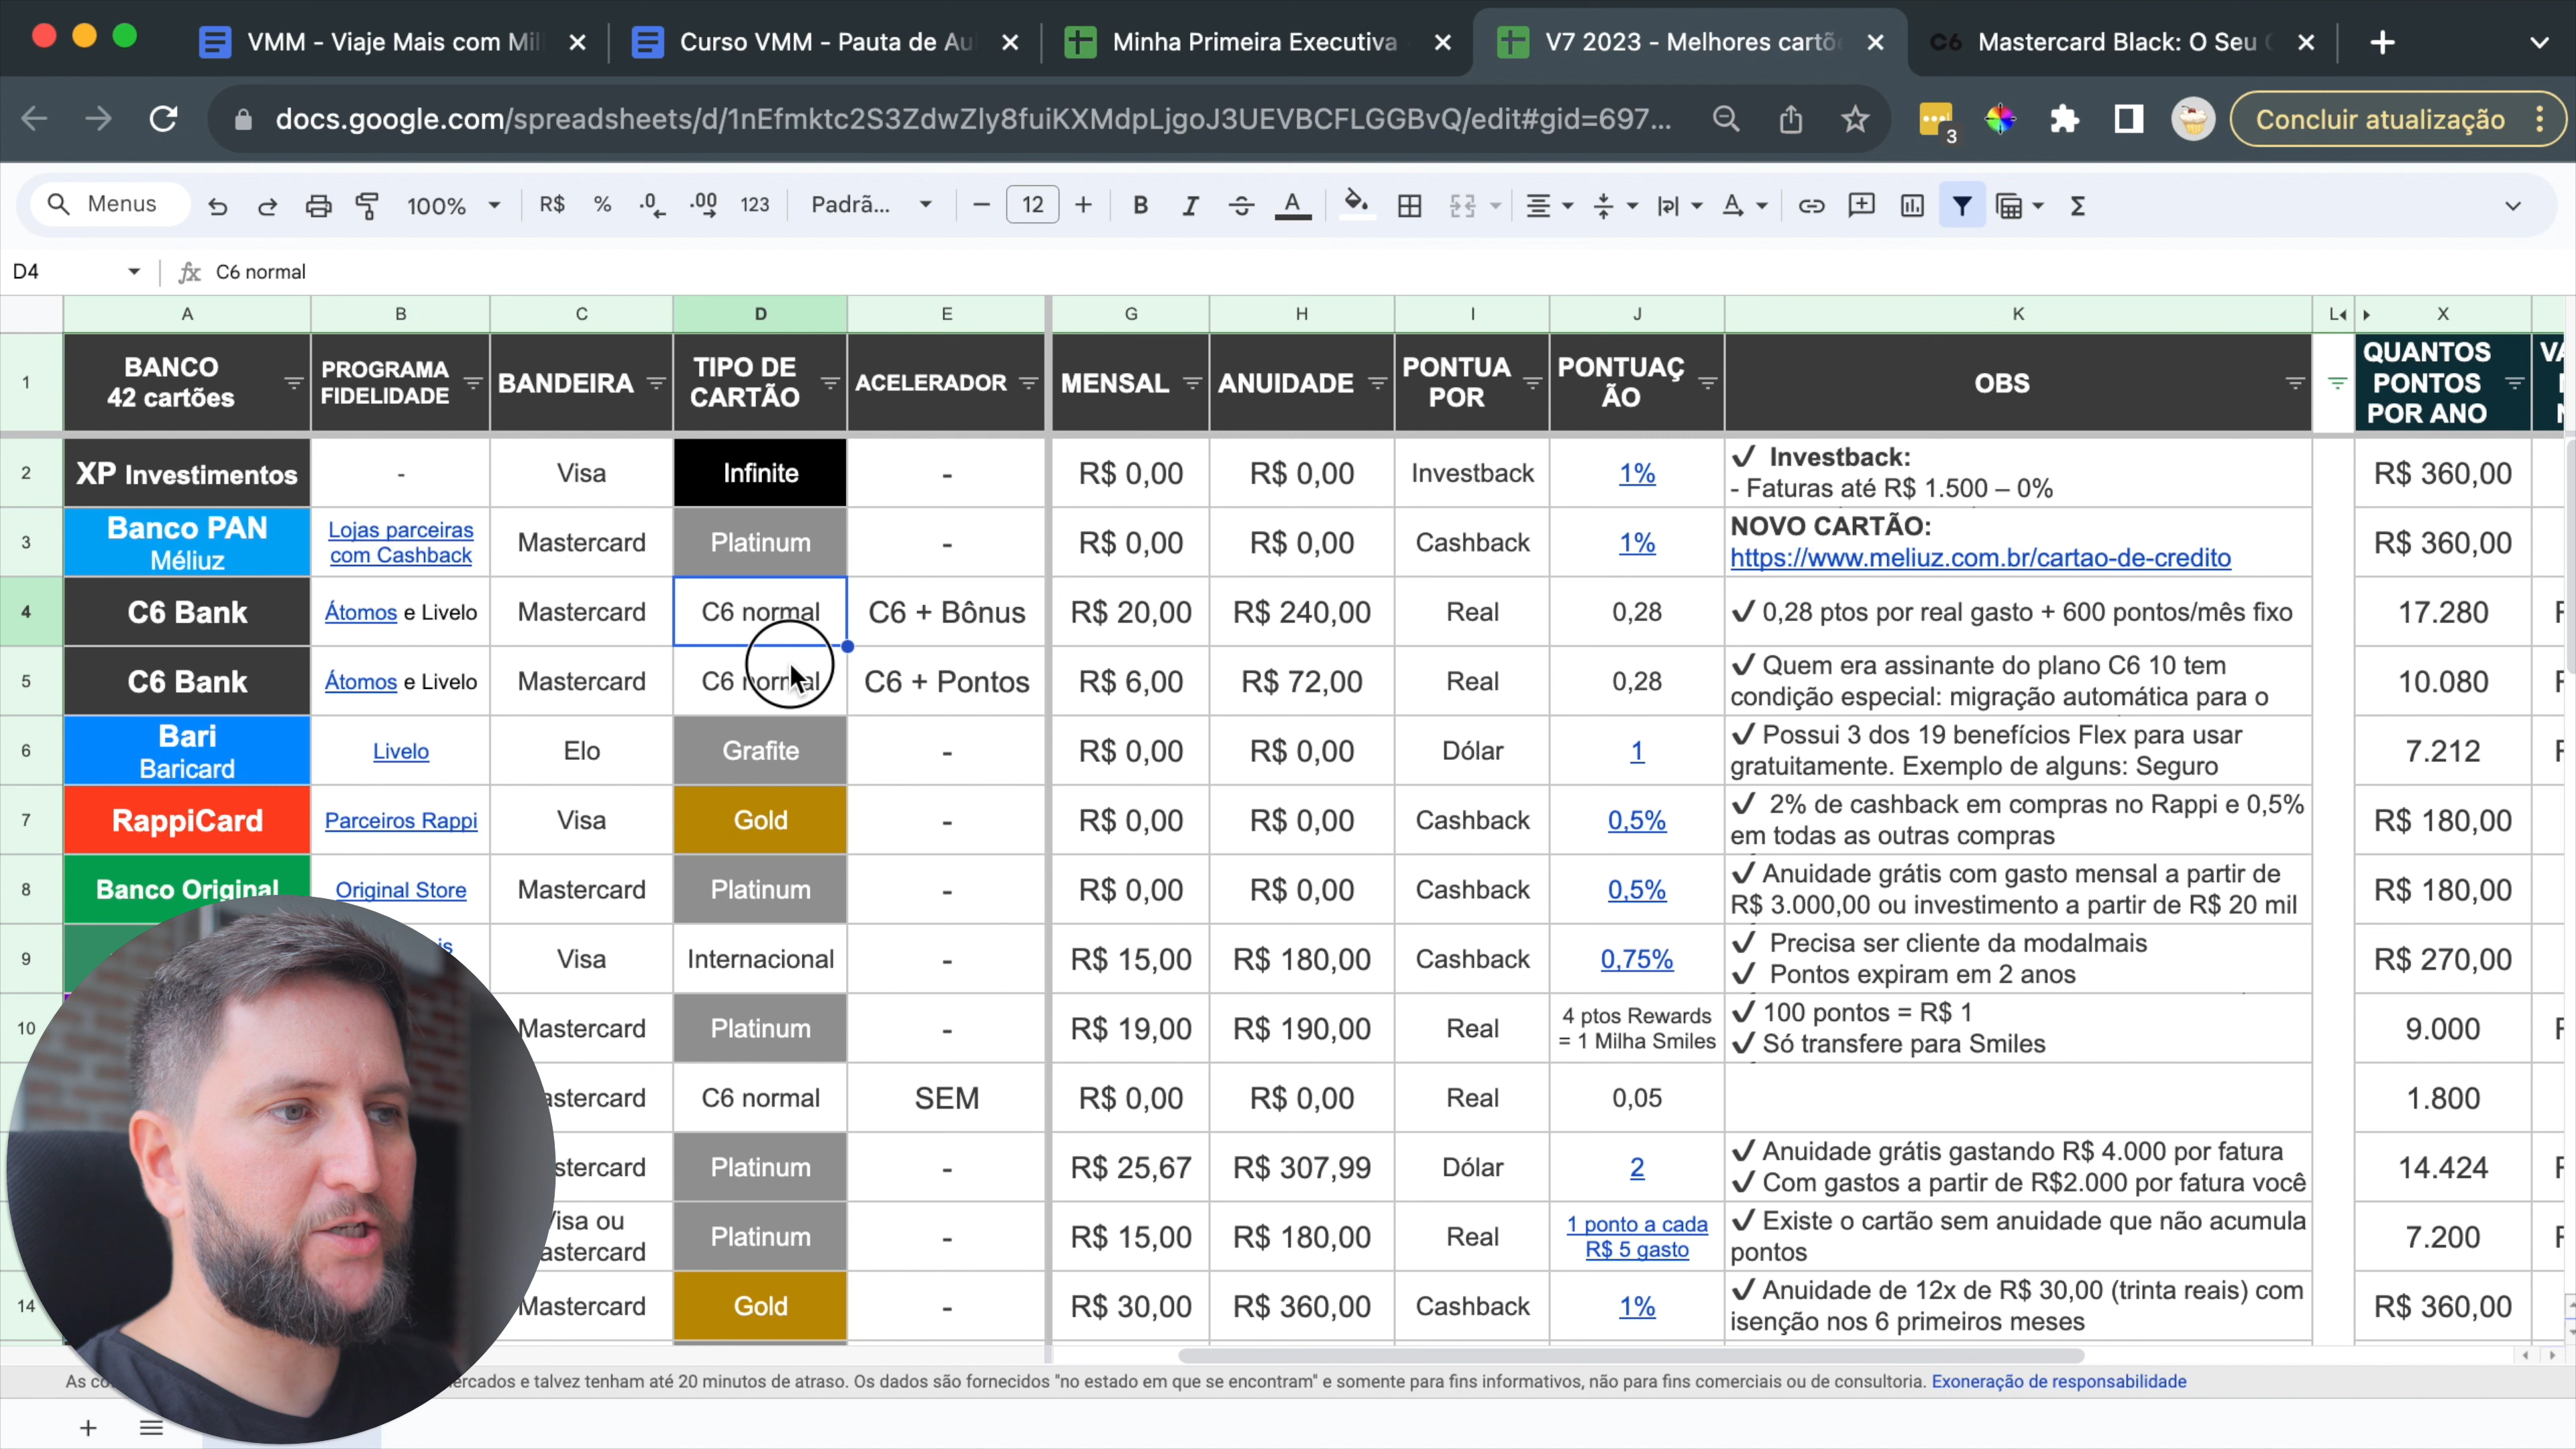 VMM - Viaje Mais com Mil
Curso VMM - Pauta de Au
Minha Primeira Executiva
V7 2023 - Melhores cartõ
C6 Mastercard Black: O Seu
docs.google.com/spreadsheets/d/1nEfmktc2S3ZdwZly8fuiKXMdpLjgoJ3UEVBCFLGGBvQ/edit#gid=697...
3
Concluir atualização
Menus
100%
R$ % .0 .00 123
Padrã...
12
B I A
D4
fx C6 normal
A B C D E G H I J K L X
1
BANCO
42 cartões
PROGRAMA
FIDELIDADE
BANDEIRA
TIPO DE
CARTÃO
ACELERADOR
MENSAL
ANUIDADE
PONTUA
POR
PONTUAÇ
ÃO
OBS
QUANTOS
PONTOS
POR ANO
2
XP Investimentos
-
Visa
Infinite
-
R$ 0,00
R$ 0,00
Investback
1%
✓ Investback:
- Faturas até R$ 1.500 – 0%
R$ 360,00
3
Banco PAN
Méliuz
Lojas parceiras
com Cashback
Mastercard
Platinum
-
R$ 0,00
R$ 0,00
Cashback
1%
NOVO CARTÃO:
https://www.meliuz.com.br/cartao-de-credito
R$ 360,00
4
C6 Bank
Átomos e Livelo
Mastercard
C6 normal
C6 + Bônus
R$ 20,00
R$ 240,00
Real
0,28
✓ 0,28 ptos por real gasto + 600 pontos/mês fixo
17.280
5
C6 Bank
Átomos e Livelo
Mastercard
C6 normal
C6 + Pontos
R$ 6,00
R$ 72,00
Real
0,28
✓ Quem era assinante do plano C6 10 tem
condição especial: migração automática para o
10.080
6
Bari
Baricard
Livelo
Elo
Grafite
-
R$ 0,00
R$ 0,00
Dólar
1
✓ Possui 3 dos 19 benefícios Flex para usar
gratuitamente. Exemplo de alguns: Seguro
7.212
7
RappiCard
Parceiros Rappi
Visa
Gold
-
R$ 0,00
R$ 0,00
Cashback
0,5%
✓ 2% de cashback em compras no Rappi e 0,5%
em todas as outras compras
R$ 180,00
8
Banco Original
Original Store
Mastercard
Platinum
-
R$ 0,00
R$ 0,00
Cashback
0,5%
✓ Anuidade grátis com gasto mensal a partir de
R$ 3.000,00 ou investimento a partir de R$ 20 mil
R$ 180,00
9
is
Visa
Internacional
-
R$ 15,00
R$ 180,00
Cashback
0,75%
✓ Precisa ser cliente da modalmais
✓ Pontos expiram em 2 anos
R$ 270,00
10
Mastercard
Platinum
-
R$ 19,00
R$ 190,00
Real
4 ptos Rewards
= 1 Milha Smiles
✓ 100 pontos = R$ 1
✓ Só transfere para Smiles
9.000
astercard
C6 normal
SEM
R$ 0,00
R$ 0,00
Real
0,05
1.800
stercard
Platinum
-
R$ 25,67
R$ 307,99
Dólar
2
✓ Anuidade grátis gastando R$ 4.000 por fatura
✓ Com gastos a partir de R$2.000 por fatura você
14.424
Visa ou
astercard
Platinum
-
R$ 15,00
R$ 180,00
Real
1 ponto a cada
R$ 5 gasto
✓ Existe o cartão sem anuidade que não acumula
pontos
7.200
14
Mastercard
Gold
-
R$ 30,00
R$ 360,00
Cashback
1%
✓ Anuidade de 12x de R$ 30,00 (trinta reais) com
isenção nos 6 primeiros meses
R$ 360,00
As co
ercados e talvez tenham até 20 minutos de atraso. Os dados são fornecidos "no estado em que se encontram" e somente para fins informativos, não para fins comerciais ou de consultoria. Exoneração de responsabilidade